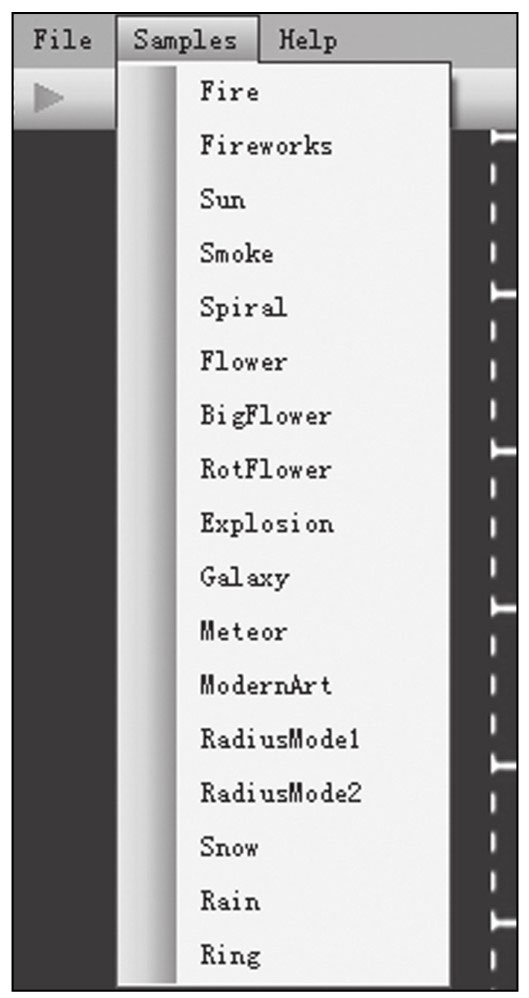 File Samples Help
Fire
Fireworks
Sun
Smoke
Spiral
Flower
BigFlower
RotFlower
Explosion
Galaxy
Meteor
ModernArt
RadiusMode1
RadiusMode2
Snow
Rain
Ring